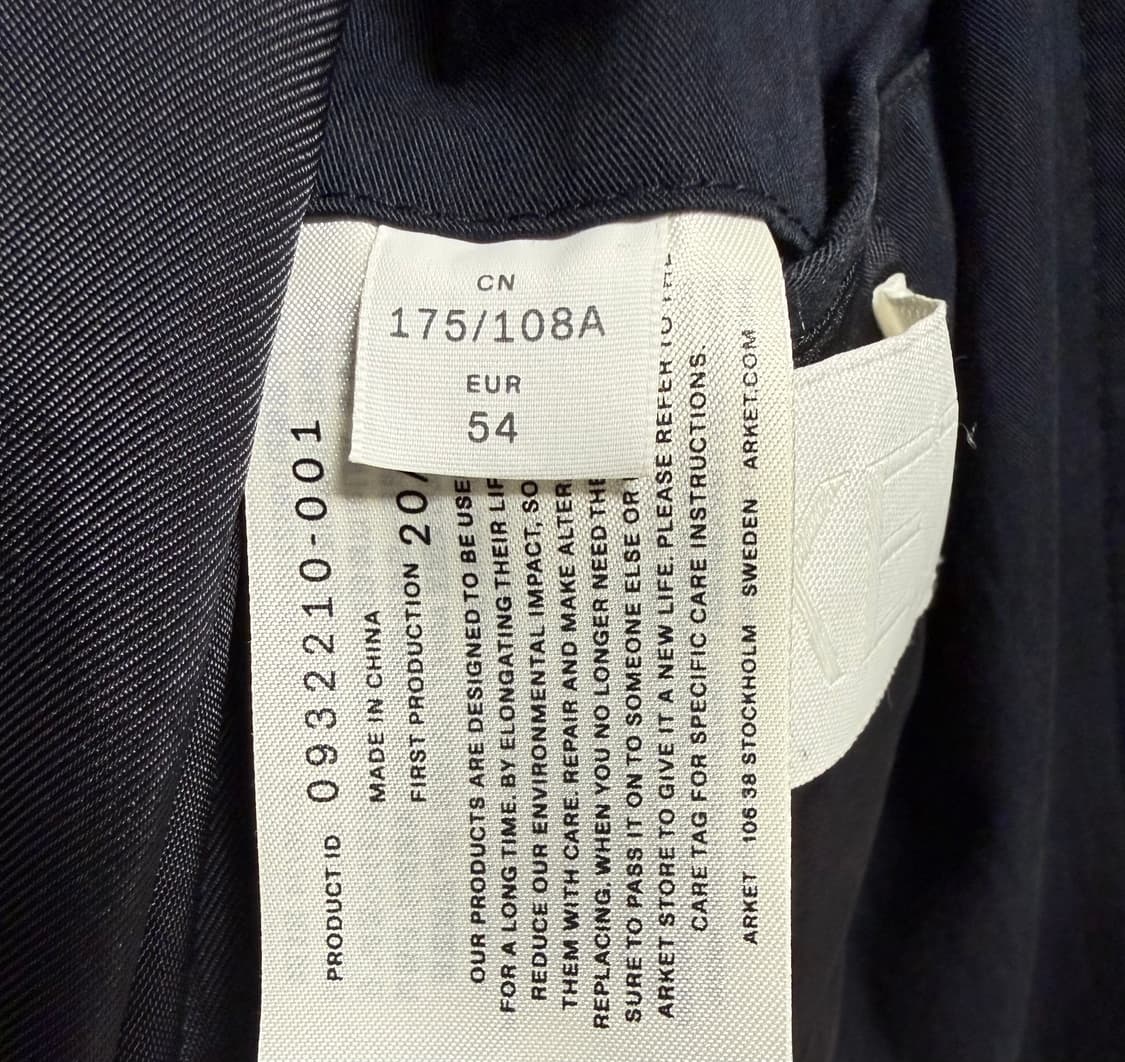 CN
175/108A
EUR
54
PRODUCT ID 0932210-001
MADE IN CHINA
FIRST PRODUCTION 20/
OUR PRODUCTS ARE DESIGNED TO BE USE
FOR A LONG TIME. BY ELONGATING THEIR LIF
REDUCE OUR ENVIRONMENTAL IMPACT, SO
THEM WITH CARE. REPAIR AND MAKE ALTER
REPLACING. WHEN YOU NO LONGER NEED THE
SURE TO PASS IT ON TO SOMEONE ELSE OR
ARKET STORE TO GIVE IT A NEW LIFE. PLEASE REFER TO THE
CARE TAG FOR SPECIFIC CARE INSTRUCTIONS.
ARKET 106 38 STOCKHOLM SWEDEN ARKET.COM